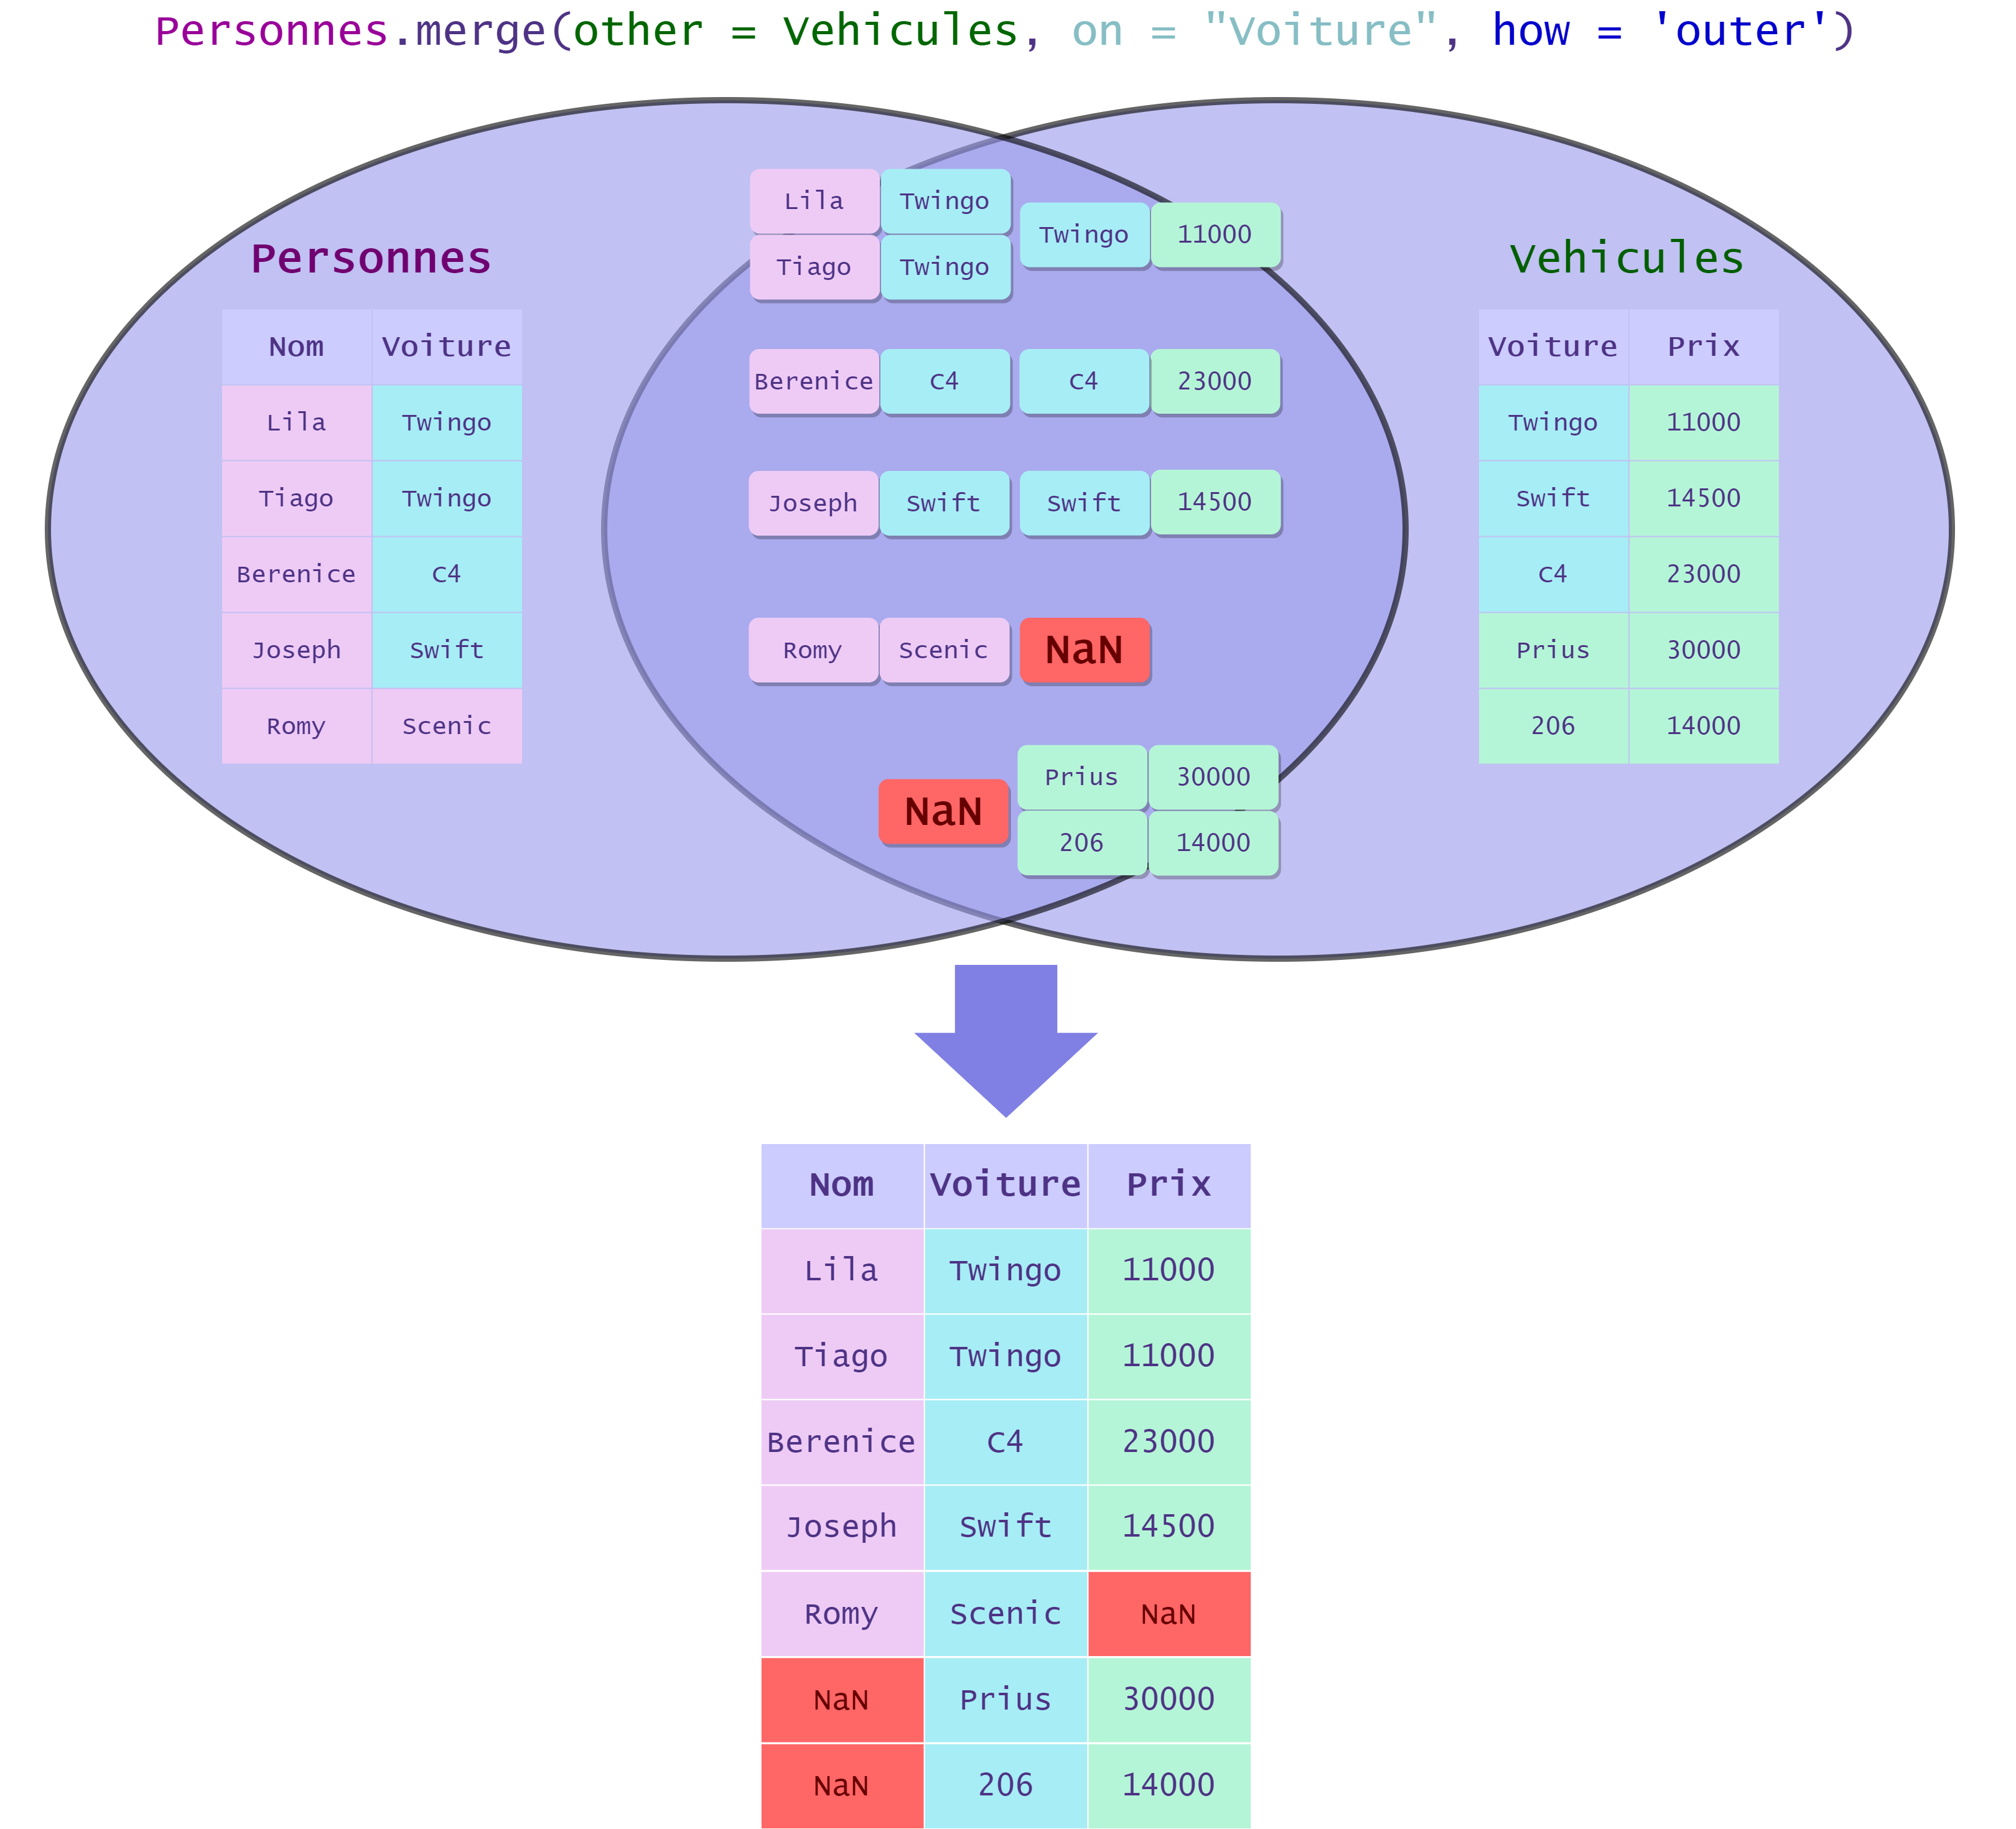 Personnes.merge(other = Vehicules, on = "Voiture", how = 'outer')
Personnes
Nom Voiture
Lila Twingo
Tiago Twingo
Berenice C4
Joseph Swift
Romy Scenic
Lila Twingo
Tiago Twingo
Twingo 11000
Berenice C4 C4 23000
Joseph Swift Swift 14500
Romy Scenic NaN
NaN
Prius 30000
206 14000
Vehicules
Voiture Prix
Twingo 11000
Swift 14500
C4 23000
Prius 30000
206 14000
Nom Voiture Prix
Lila Twingo 11000
Tiago Twingo 11000
Berenice C4 23000
Joseph Swift 14500
Romy Scenic NaN
NaN Prius 30000
NaN 206 14000